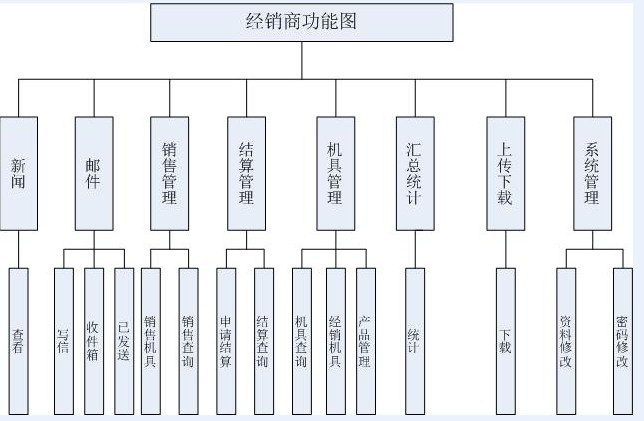 经销商功能图
新闻
邮件
销售管理
结算管理
机具管理
汇总统计
上传下载
系统管理
查看
写信
收件箱
已发送
销售机具
销售查询
申请结算
结算查询
机具查询
经销机具
产品管理
统计
下载
资料修改
密码修改